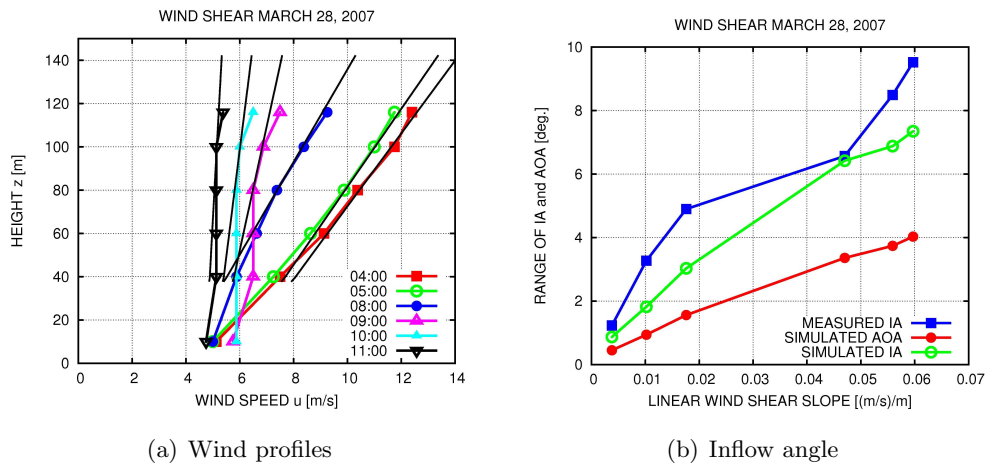 WIND SHEAR MARCH 28, 2007
140
120
100
80
60
40
20
0
HEIGHT z [m]
0 2 4 6 8 10 12 14
WIND SPEED u [m/s]
04:00
05:00
08:00
09:00
10:00
11:00
(a) Wind profiles
WIND SHEAR MARCH 28, 2007
10
8
6
4
2
0
RANGE OF IA and AOA [deg.]
0 0.01 0.02 0.03 0.04 0.05 0.06 0.07
LINEAR WIND SHEAR SLOPE [(m/s)/m]
MEASURED IA
SIMULATED AOA
SIMULATED IA
(b) Inflow angle